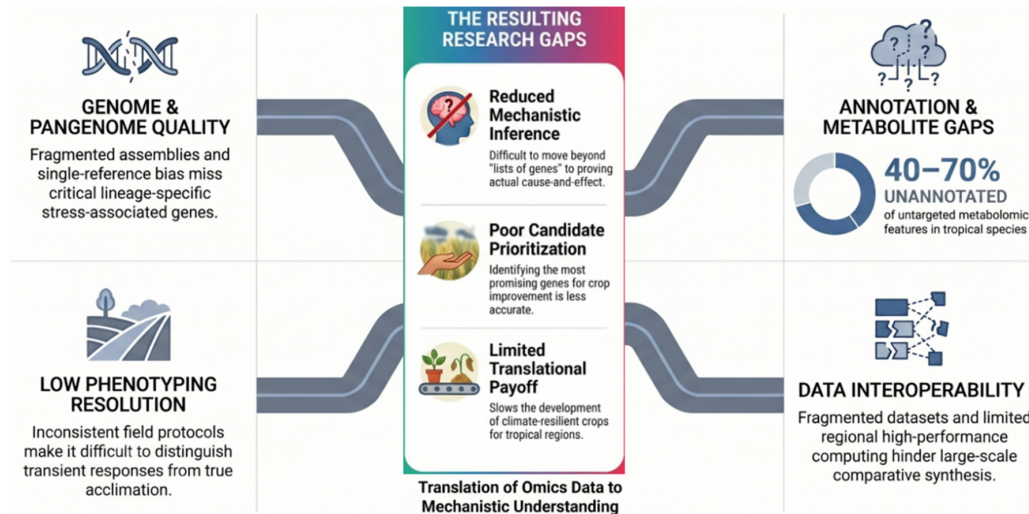 GENOME &
PANGENOME QUALITY
Fragmented assemblies and
single-reference bias miss
critical lineage-specific
stress-associated genes.
LOW PHENOTYPING
RESOLUTION
Inconsistent field protocols
make it difficult to distinguish
transient responses from true
acclimation.
THE RESULTING
RESEARCH GAPS
?
Reduced
Mechanistic
Inference
Difficult to move beyond
"lists of genes" to proving
actual cause-and-effect.
Poor Candidate
Prioritization
Identifying the most
promising genes for crop
improvement is less
accurate.
Limited
Translational
Payoff
Slows the development
of climate-resilient crops
for tropical regions.
Translation of Omics Data to
Mechanistic Understanding
? ?
? ? ?
ANNOTATION &
METABOLITE GAPS
40–70%
UNANNOTATED
of untargeted metabolomic
features in tropical species
DATA INTEROPERABILITY
Fragmented datasets and limited
regional high-performance
computing hinder large-scale
comparative synthesis.